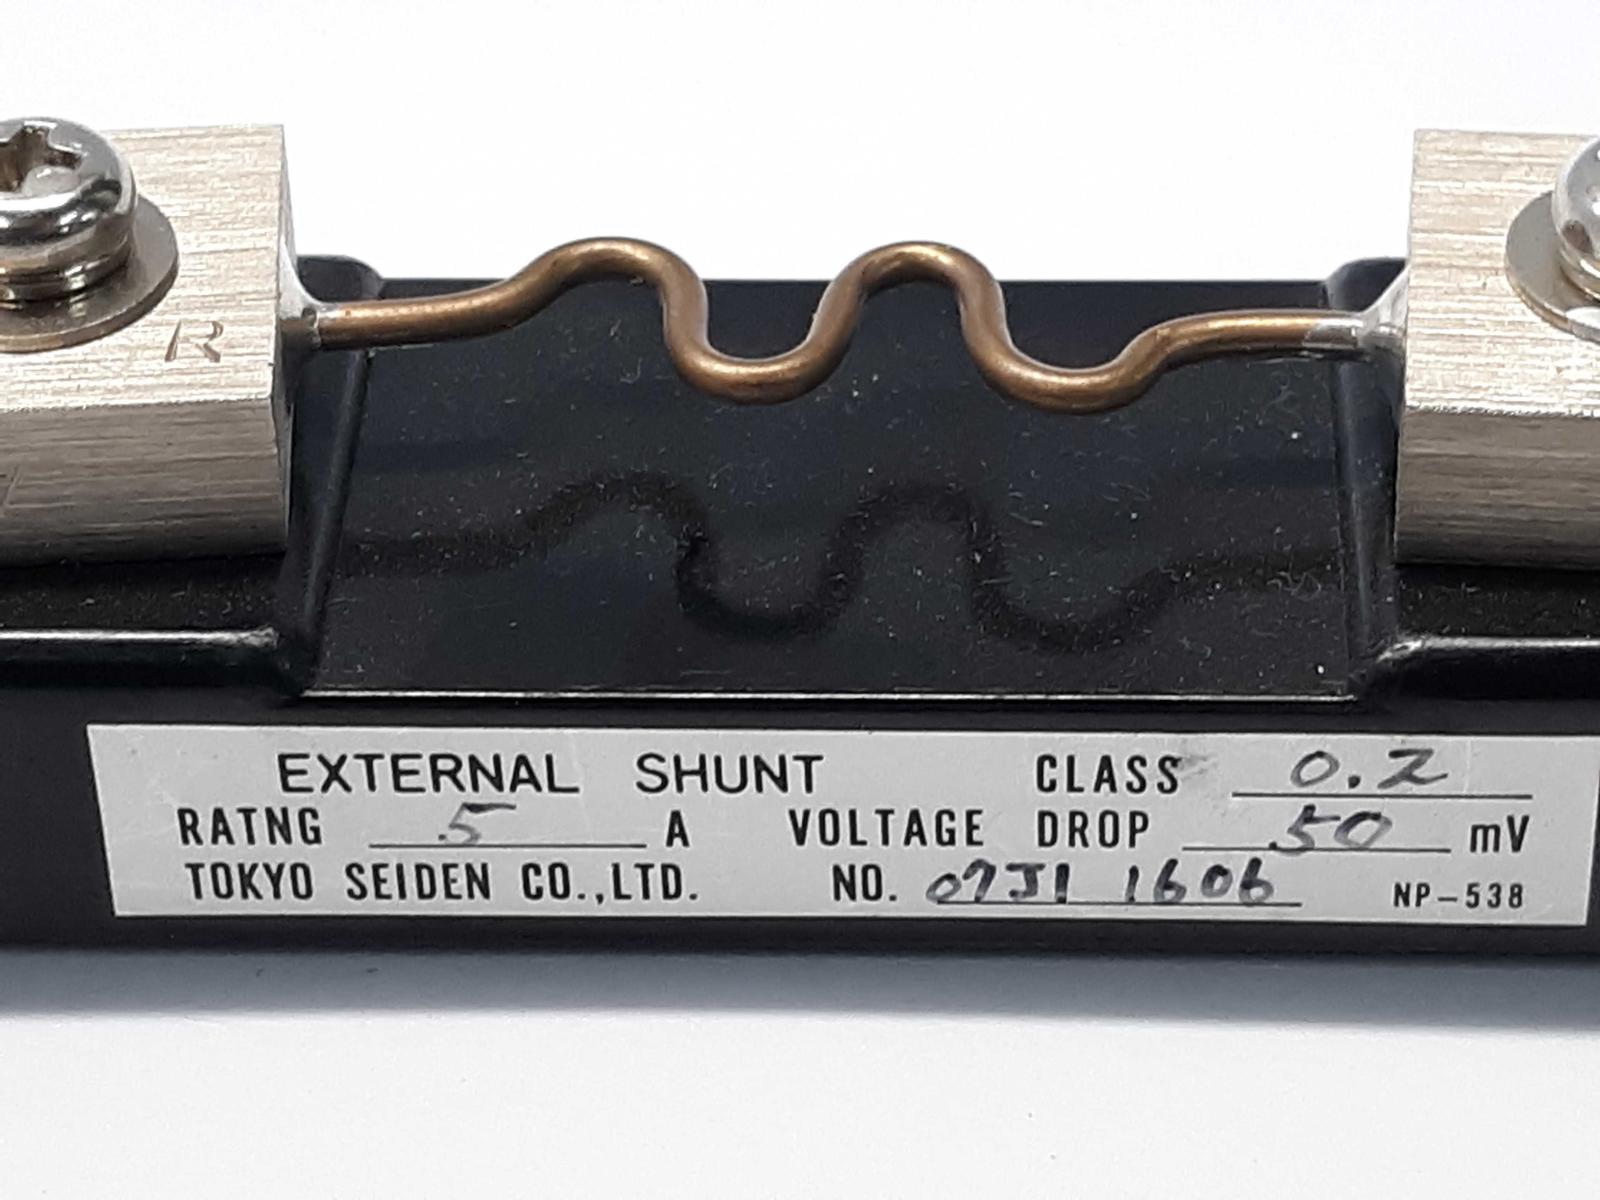 R
EXTERNAL SHUNT CLASS 0.2
RATNG 5 A VOLTAGE DROP 50 mV
TOKYO SEIDEN CO.,LTD. NO. 07J1 1606 NP-538